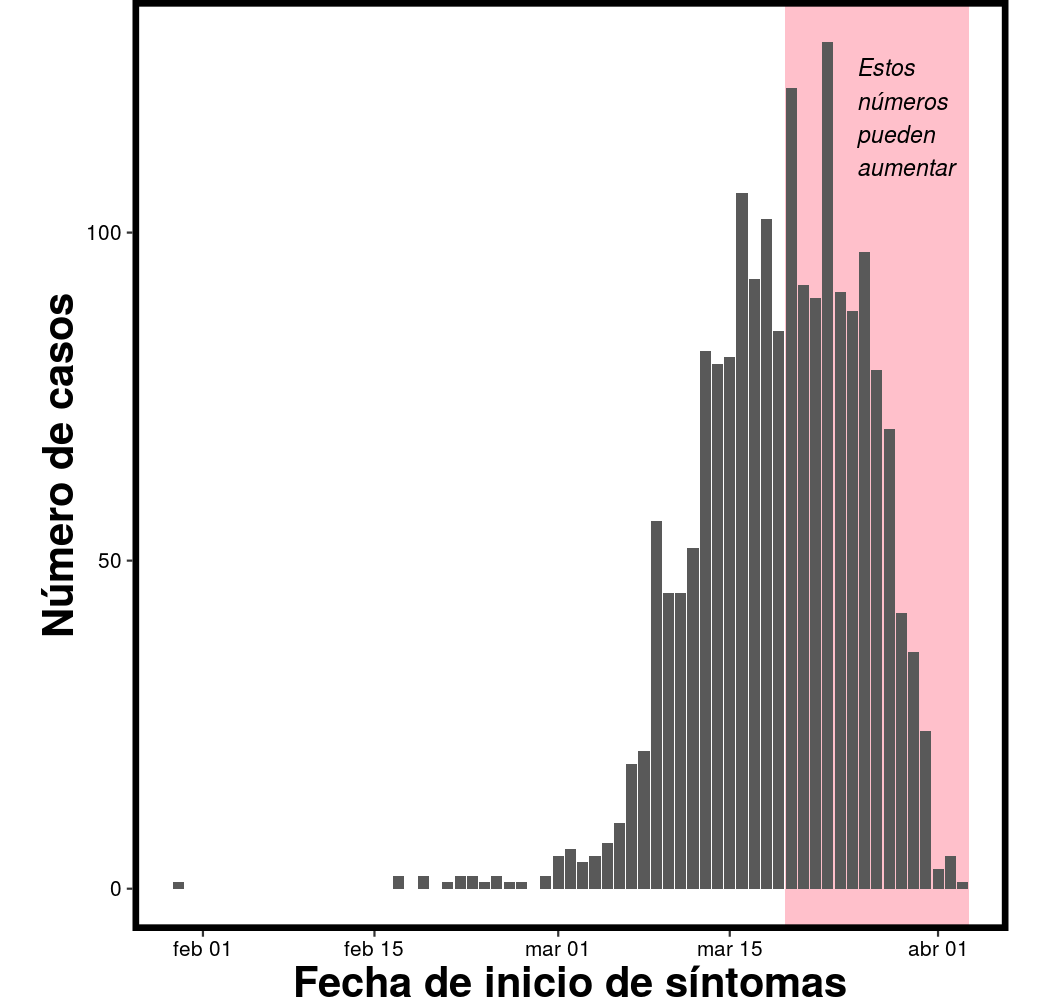 Estos
números
pueden
aumentar
100
50
0
Número de casos
feb 01
feb 15
mar 01
mar 15
abr 01
Fecha de inicio de síntomas